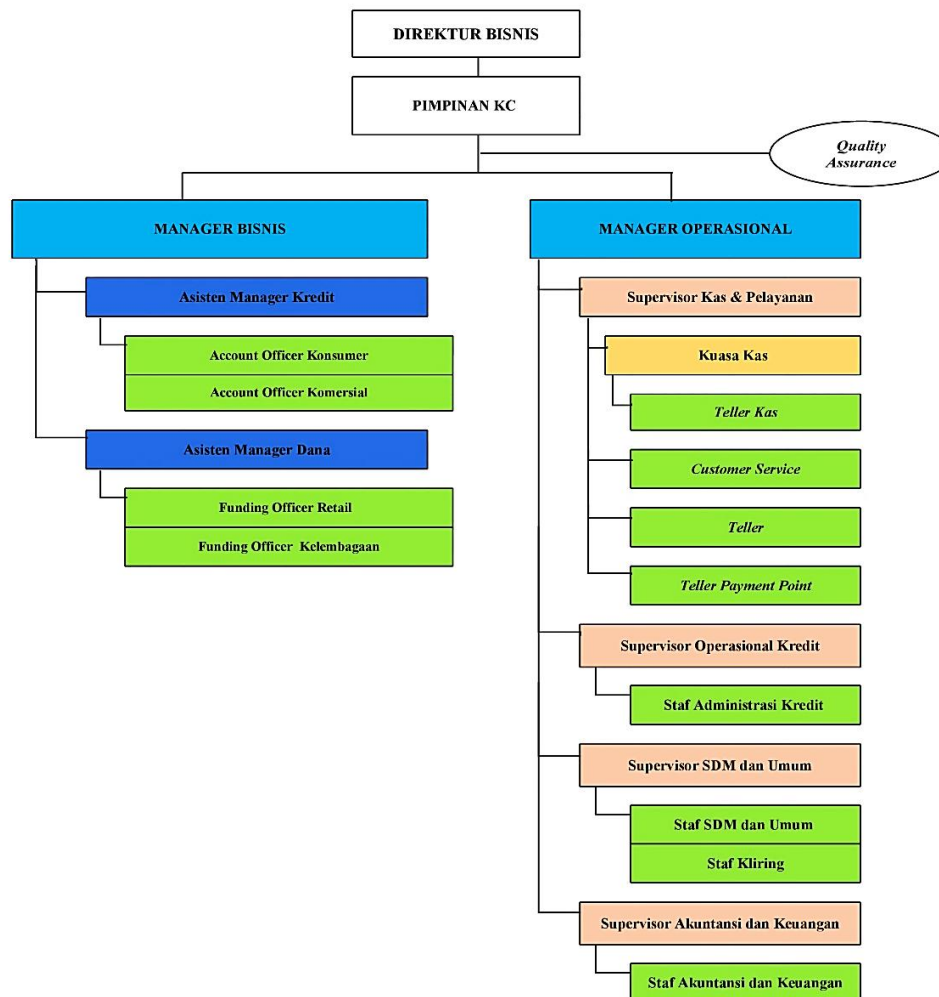 DIREKTUR BISNIS
PIMPINAN KC
Quality
Assurance
MANAGER BISNIS
Asisten Manager Kredit
Account Officer Konsumer
Account Officer Komersial
Asisten Manager Dana
Funding Officer Retail
Funding Officer Kelembagaan
MANAGER OPERASIONAL
Supervisor Kas & Pelayanan
Kuasa Kas
Teller Kas
Customer Service
Teller
Teller Payment Point
Supervisor Operasional Kredit
Staf Administrasi Kredit
Supervisor SDM dan Umum
Staf SDM dan Umum
Staf Kliring
Supervisor Akuntansi dan Keuangan
Staf Akuntansi dan Keuangan